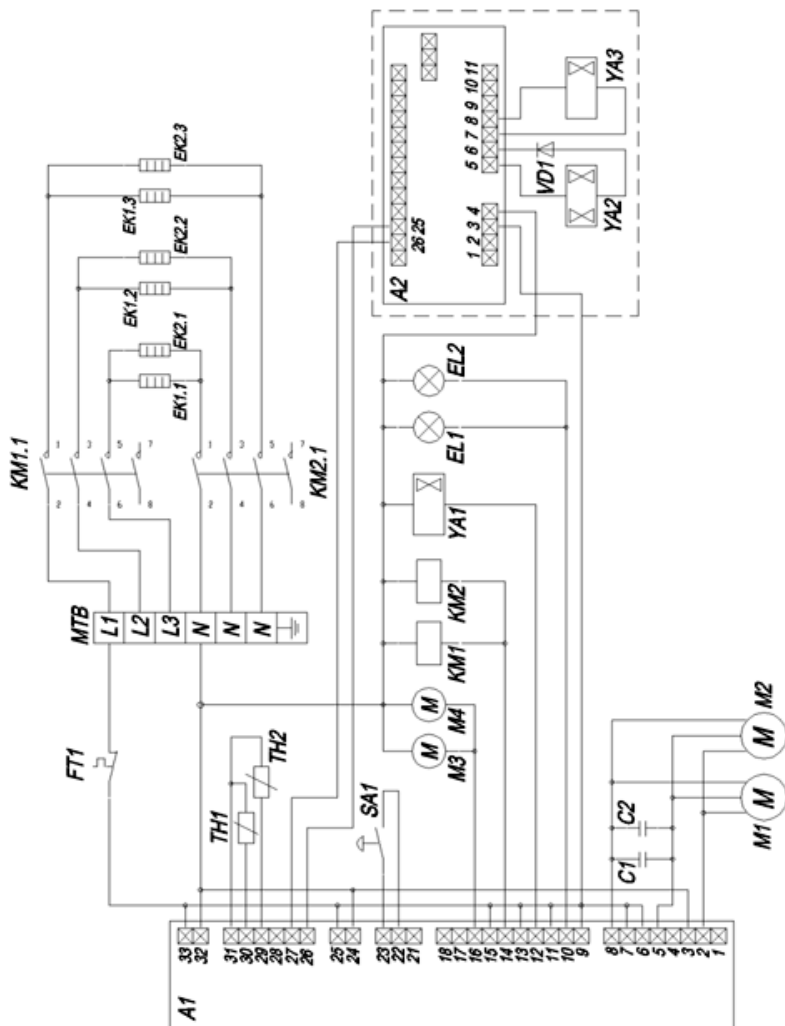 KM1.1
1
3
5
7
2
4
6
8
KM2.1
1
3
5
7
2
4
6
8
EK1.1
EK2.1
EK1.2
EK2.2
EK1.3
EK2.3
MTB
L1
L2
L3
N
N
N
FT1
TH1
TH2
SA1
M
M3
M
M4
KM1
KM2
YA1
EL1
EL2
A2
26 25
1 2 3 4
5 6 7 8 9 10 11
VD1
YA2
YA3
C1
C2
M
M1
M
M2
A1
33
32
31
30
29
28
27
26
25
24
23
22
21
18
17
16
15
14
13
12
11
10
9
8
7
6
5
4
3
2
1